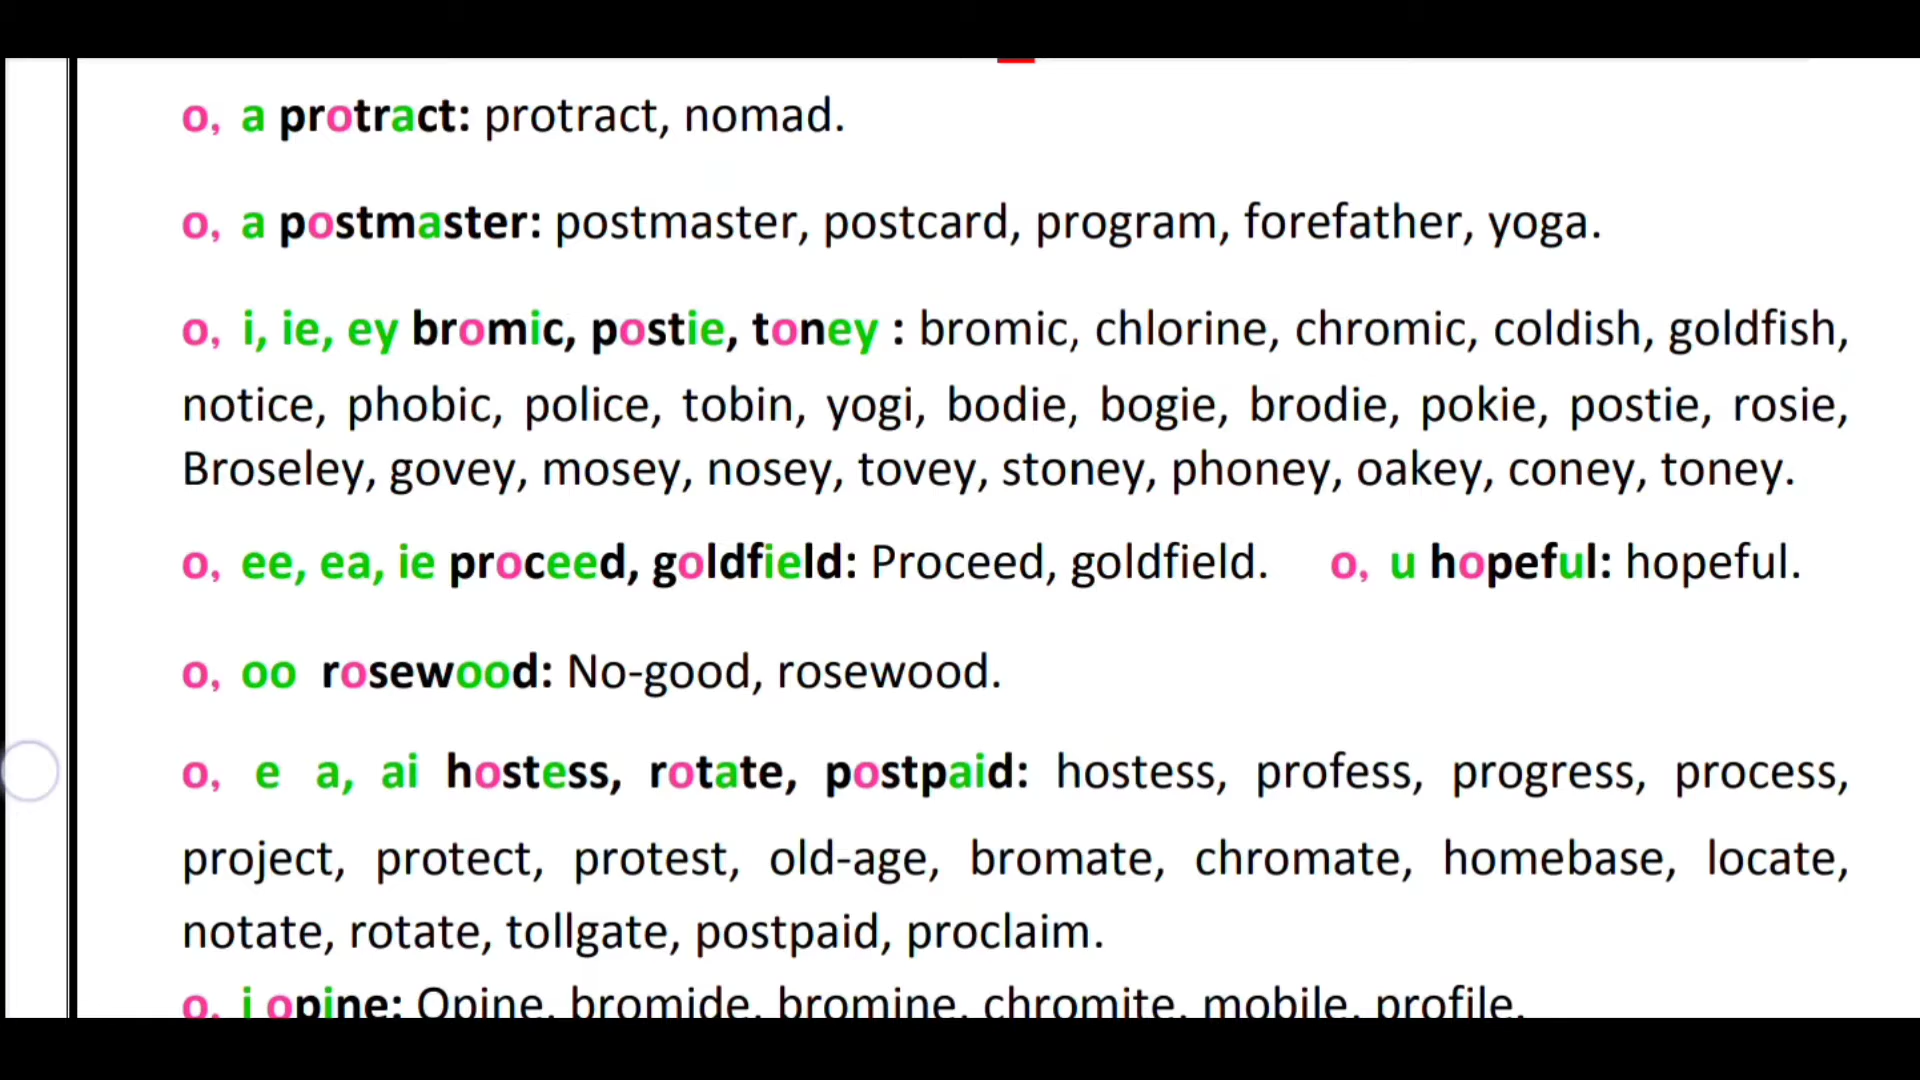 o, a protract: protract, nomad.
o, a postmaster: postmaster, postcard, program, forefather, yoga.
o, i, ie, ey bromic, postie, toney : bromic, chlorine, chromic, coldish, goldfish,
notice, phobic, police, tobin, yogi, bodie, bogie, brodie, pokie, postie, rosie,
Broseley, govey, mosey, nosey, tovey, stoney, phoney, oakey, coney, toney.
o, ee, ea, ie proceed, goldfield: Proceed, goldfield. o, u hopeful: hopeful.
o, oo rosewood: No-good, rosewood.
o, e a, ai hostess, rotate, postpaid: hostess, profess, progress, process,
project, protect, protest, old-age, bromate, chromate, homebase, locate,
notate, rotate, tollgate, postpaid, proclaim.
o, i opine: Opine, bromide, bromine, chromite, mobile, profile.